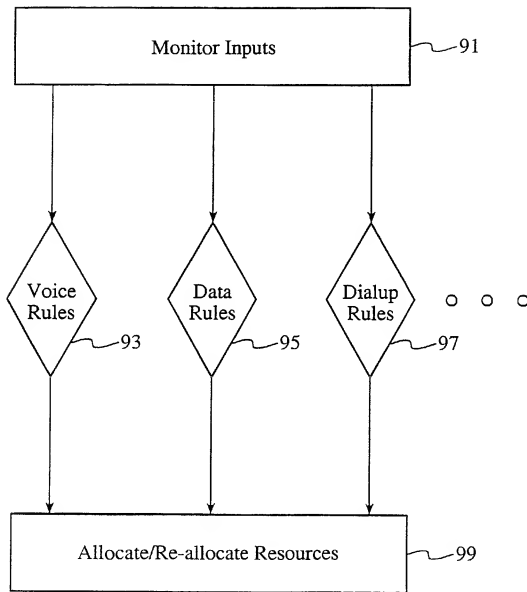 Monitor Inputs
91
Voice
Rules
93
Data
Rules
95
Dialup
Rules
97
Allocate/Re-allocate Resources
99